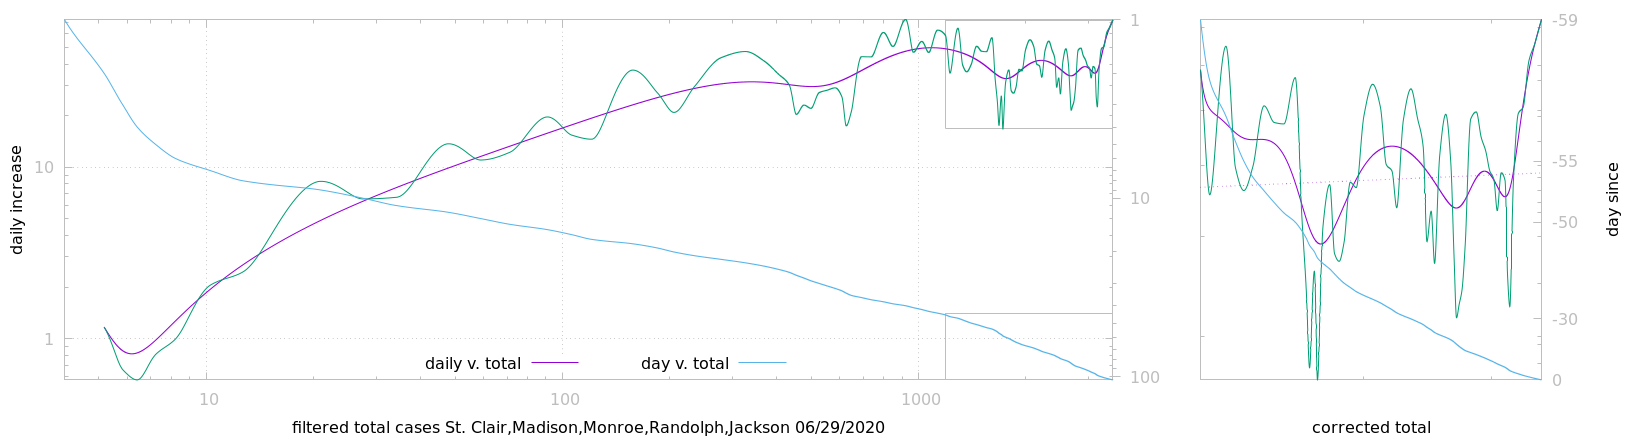 daily increase
10
1
1
10
100
daily v. total
day v. total
10
100
1000
filtered total cases St. Clair,Madison,Monroe,Randolph,Jackson 06/29/2020
-59
-55
-50
-30
0
day since
corrected total